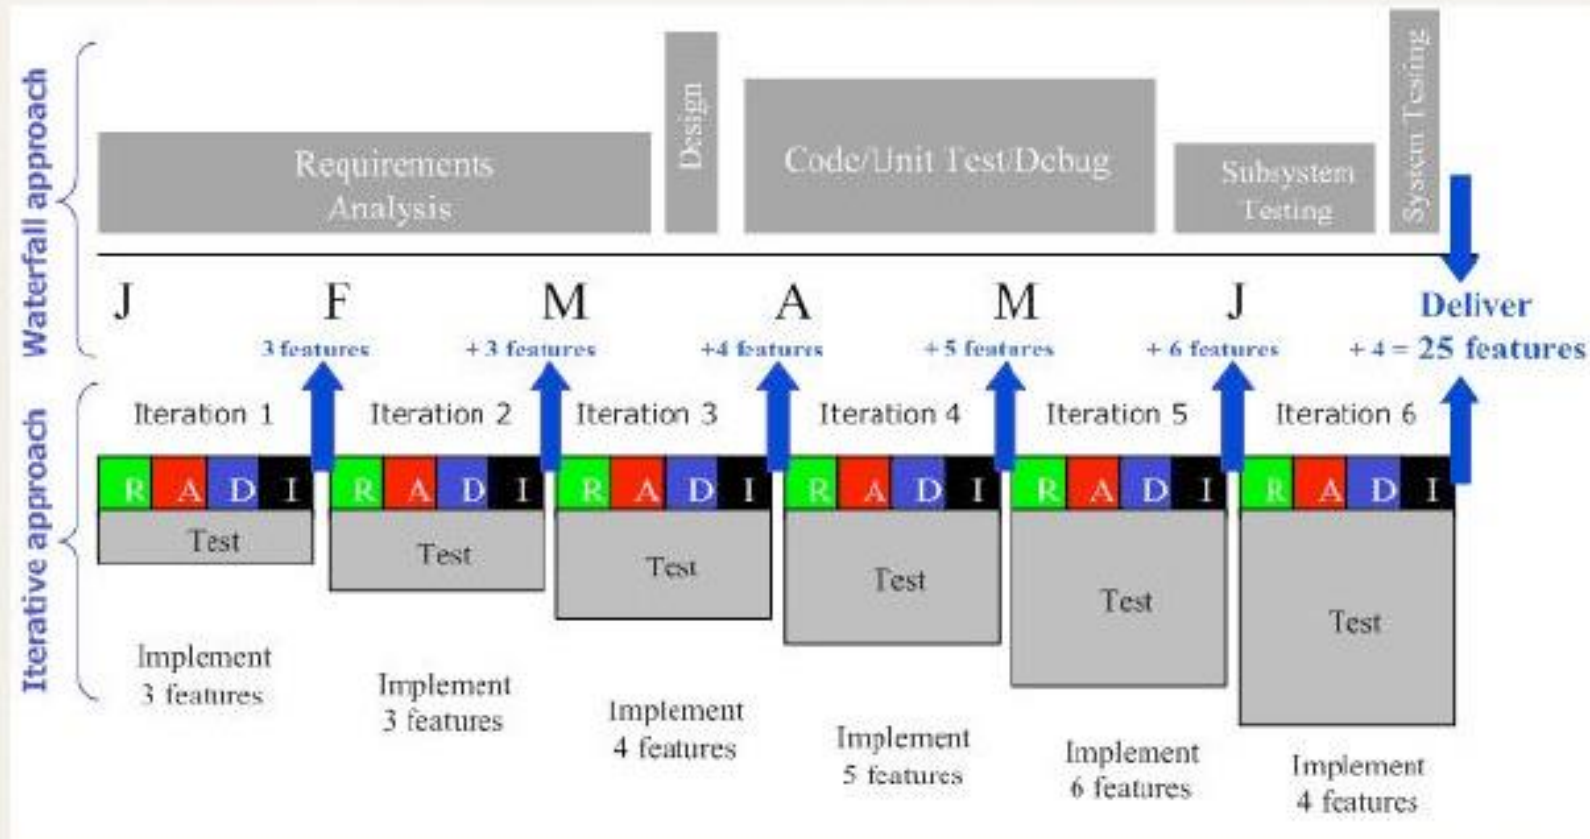 Waterfall approach
Requirements
Analysis
Design
Code/Unit Test/Debug
Subsystem
Testing
System Testing
J F M A M J
Deliver
3 features + 3 features +4 features + 5 features + 6 features + 4 = 25 features
Iterative approach
Iteration 1 Iteration 2 Iteration 3 Iteration 4 Iteration 5 Iteration 6
R A D I R A D I R A D I R A D I R A D I R A D I
Test
Test
Test
Test
Test
Test
Implement
3 features
Implement
3 features
Implement
4 features
Implement
5 features
Implement
6 features
Implement
4 features